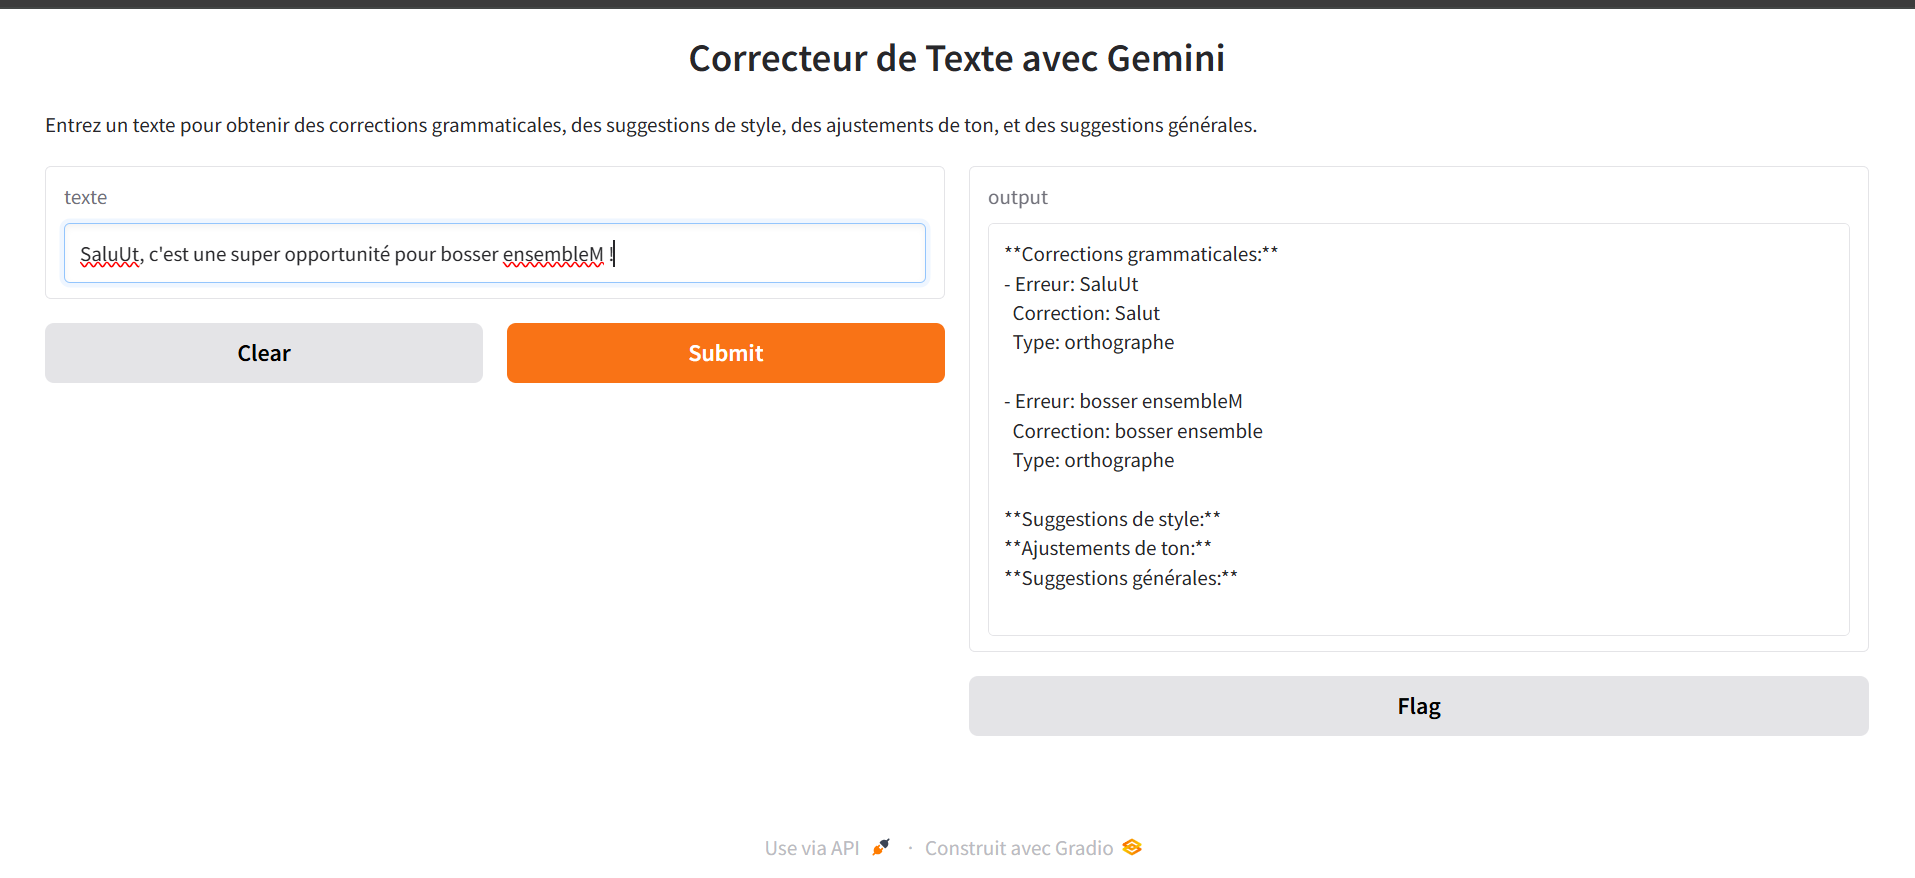 Correcteur de Texte avec Gemini
Entrez un texte pour obtenir des corrections grammaticales, des suggestions de style, des ajustements de ton, et des suggestions générales.
texte
SaluUt, c'est une super opportunité pour bosser ensembleM !
Clear
Submit
output
**Corrections grammaticales:**
- Erreur: SaluUt
Correction: Salut
Type: orthographe
- Erreur: bosser ensembleM
Correction: bosser ensemble
Type: orthographe
**Suggestions de style:**
**Ajustements de ton:**
**Suggestions générales:**
Flag
Use via API · Construit avec Gradio